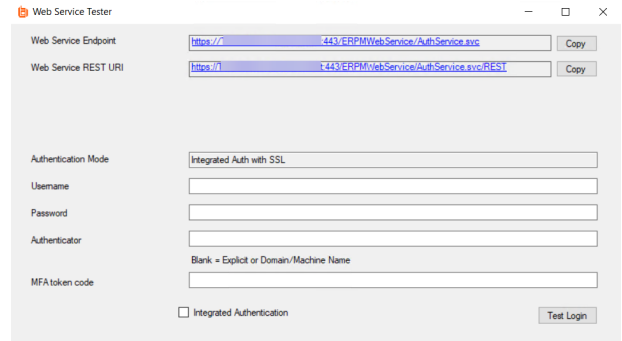 Web Service Tester
Web Service Endpoint https:// :443/ERPMWebService/AuthService.svc Copy
Web Service REST URI https:// :443/ERPMWebService/AuthService.svc/REST Copy
Authentication Mode Integrated Auth with SSL
Username
Password
Authenticator
Blank = Explicit or Domain/Machine Name
MFA token code
Integrated Authentication Test Login